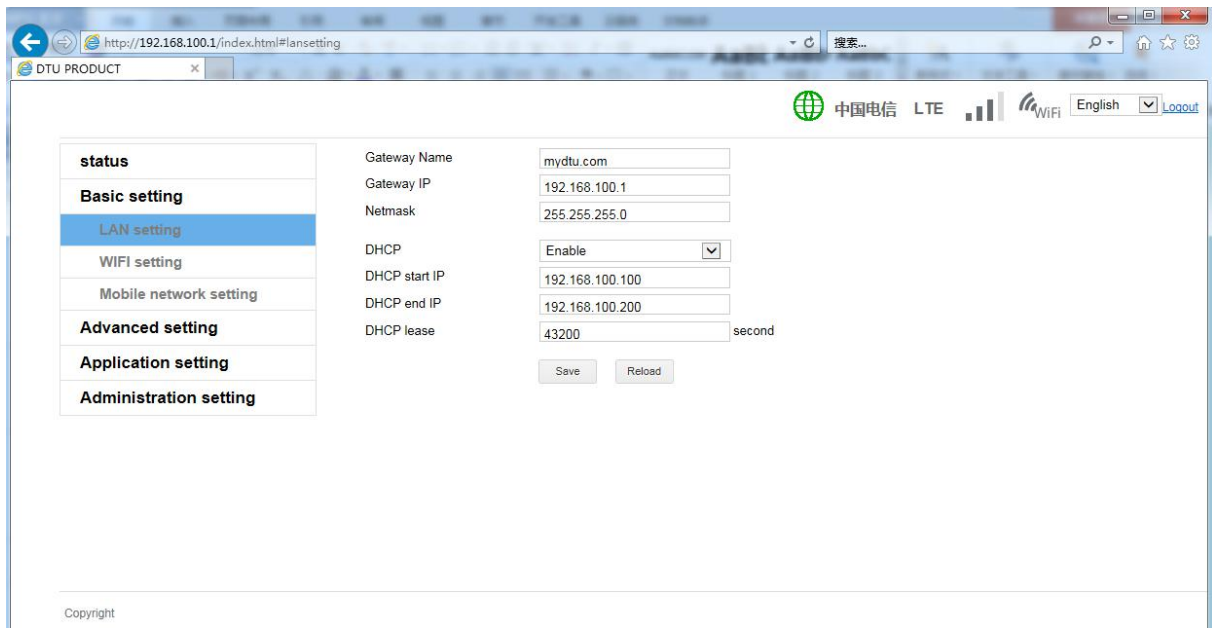 http://192.168.100.1/index.html#lansetting
搜索...
DTU PRODUCT
中国电信 LTE WiFi English Logout
status
Basic setting
LAN setting
WIFI setting
Mobile network setting
Advanced setting
Application setting
Administration setting
Gateway Name mydtu.com
Gateway IP 192.168.100.1
Netmask 255.255.255.0
DHCP Enable
DHCP start IP 192.168.100.100
DHCP end IP 192.168.100.200
DHCP lease 43200 second
Save Reload
Copyright